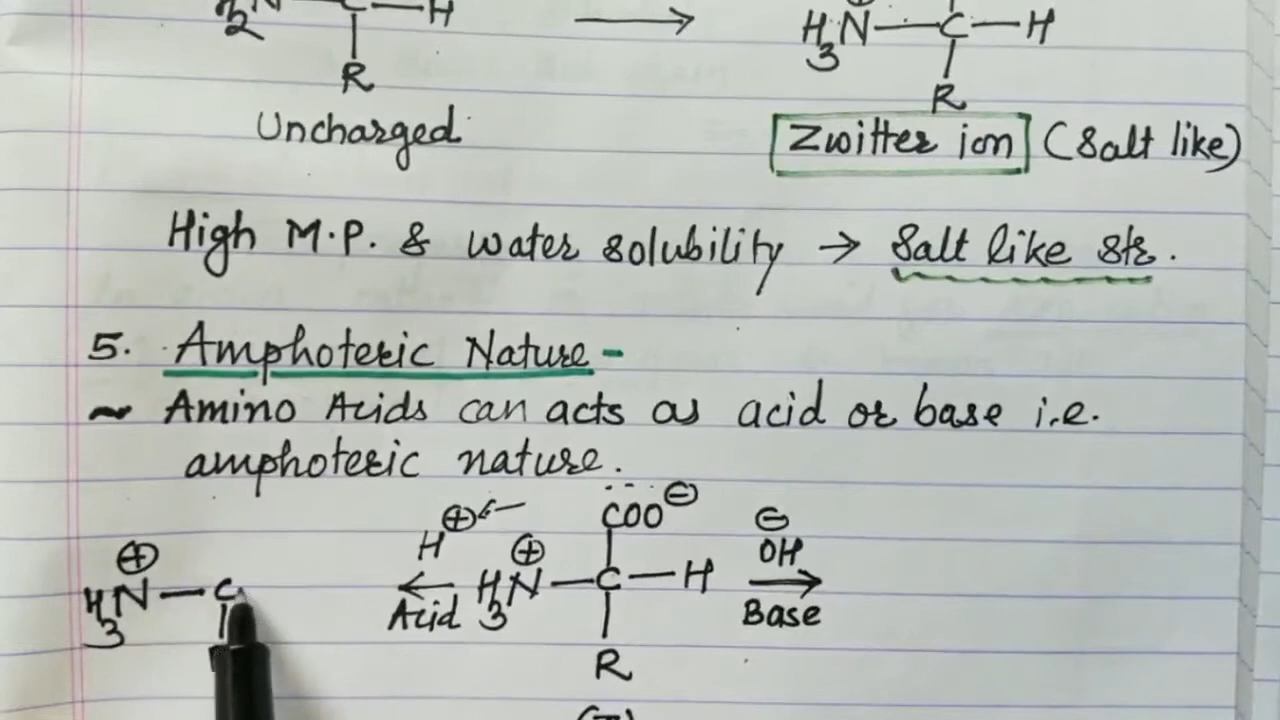 H2N—C—H → H3N⊕—C—H
R R
Uncharged Zwitter ion (Salt like)
High M.P. & water solubility → Salt like str.
5. Amphoteric Nature -
~ Amino Acids can acts as acid or base i.e.
amphoteric nature.
COO⊖
H⊕ ⊖OH
H3N⊕—C ← Acid H3N⊕—C—H → Base
R
(I)